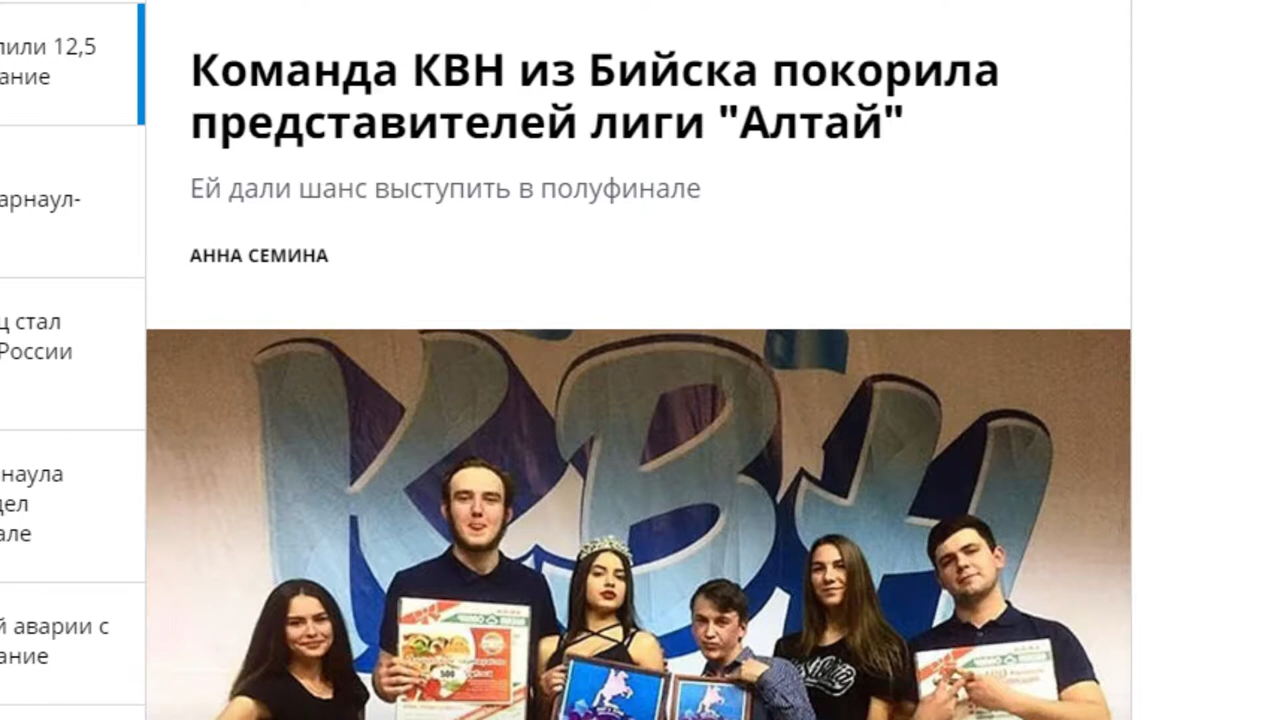 пили 12,5
ание
арнаул-
ц стал
России
наула
дел
але
й аварии с
ание
Команда КВН из Бийска покорила
представителей лиги "Алтай"
Ей дали шанс выступить в полуфинале
АННА СЕМИНА
КВН
500